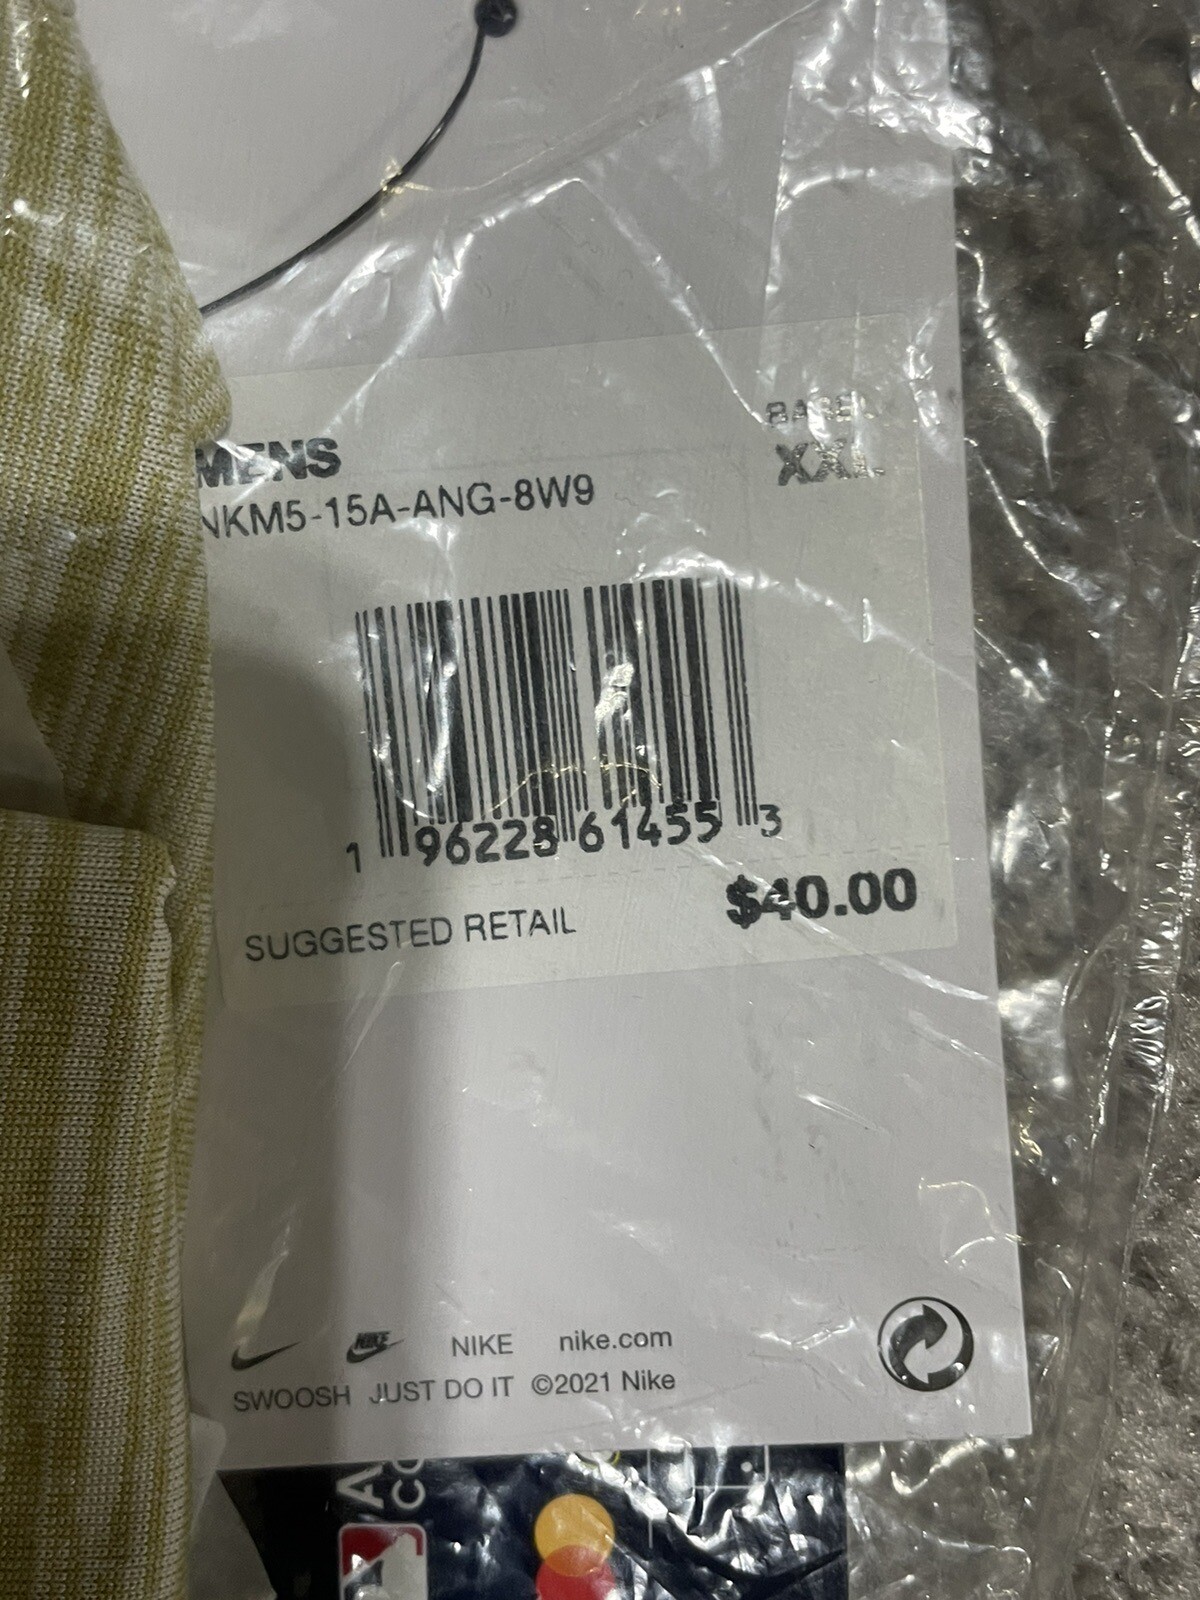 MENS
NKM5-15A-ANG-8W9
BASEL
XXL
1 96228 61455 3
SUGGESTED RETAIL $40.00
NIKE NIKE nike.com
SWOOSH JUST DO IT ©2021 Nike